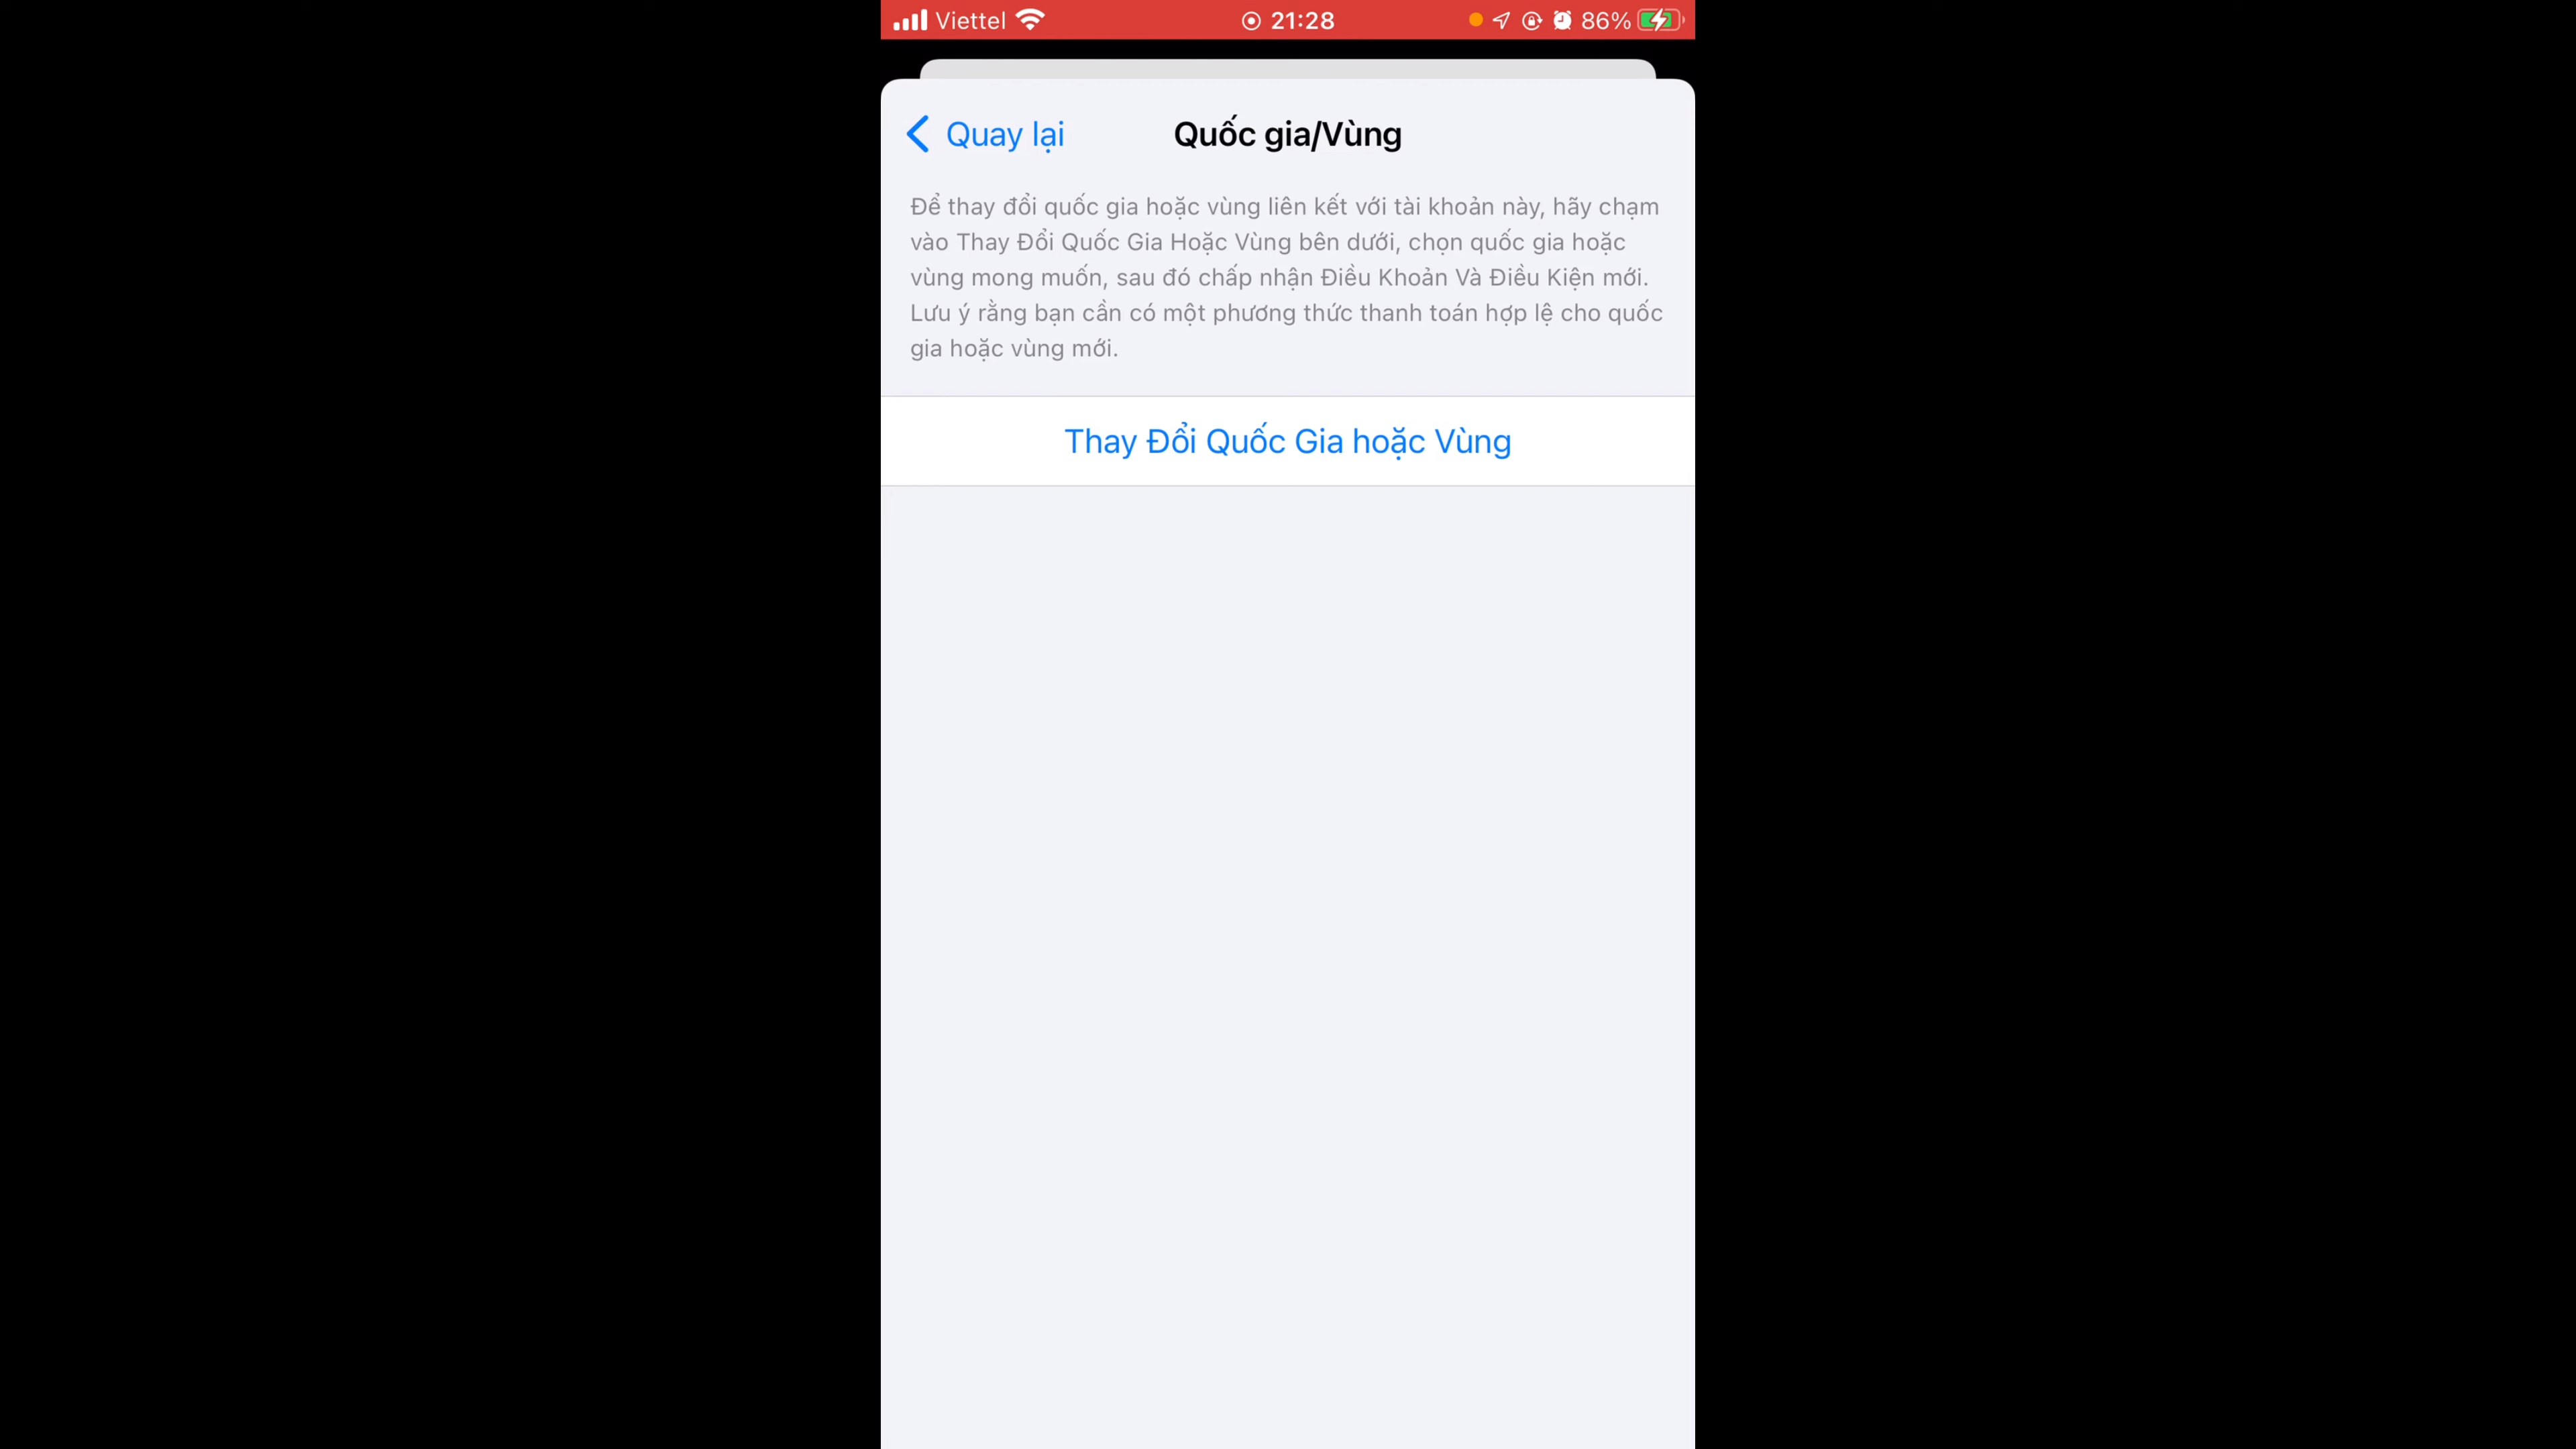 Viettel 21:28 86%
Quay lại Quốc gia/Vùng
Để thay đổi quốc gia hoặc vùng liên kết với tài khoản này, hãy chạm
vào Thay Đổi Quốc Gia Hoặc Vùng bên dưới, chọn quốc gia hoặc
vùng mong muốn, sau đó chấp nhận Điều Khoản Và Điều Kiện mới.
Lưu ý rằng bạn cần có một phương thức thanh toán hợp lệ cho quốc
gia hoặc vùng mới.
Thay Đổi Quốc Gia hoặc Vùng